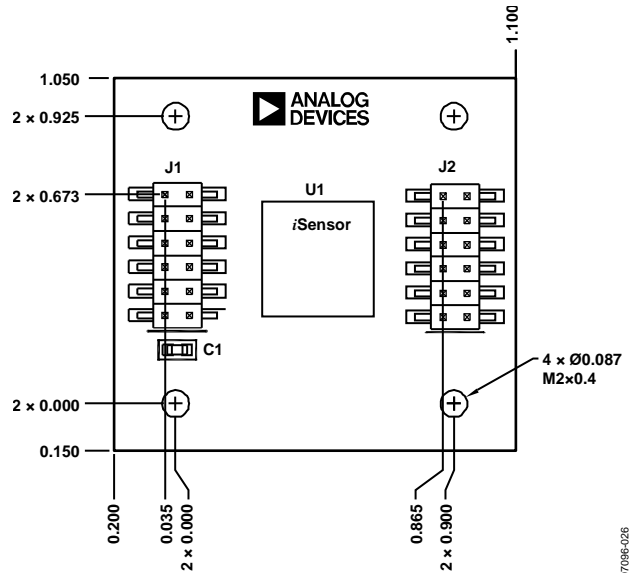 1.100
1.050
2 × 0.925
ANALOG
DEVICES
J1
J2
2 × 0.673
U1
iSensor
C1
4 × Ø0.087
M2×0.4
2 × 0.000
0.150
0.200
0.035
2 × 0.000
0.865
2 × 0.900
07096-026